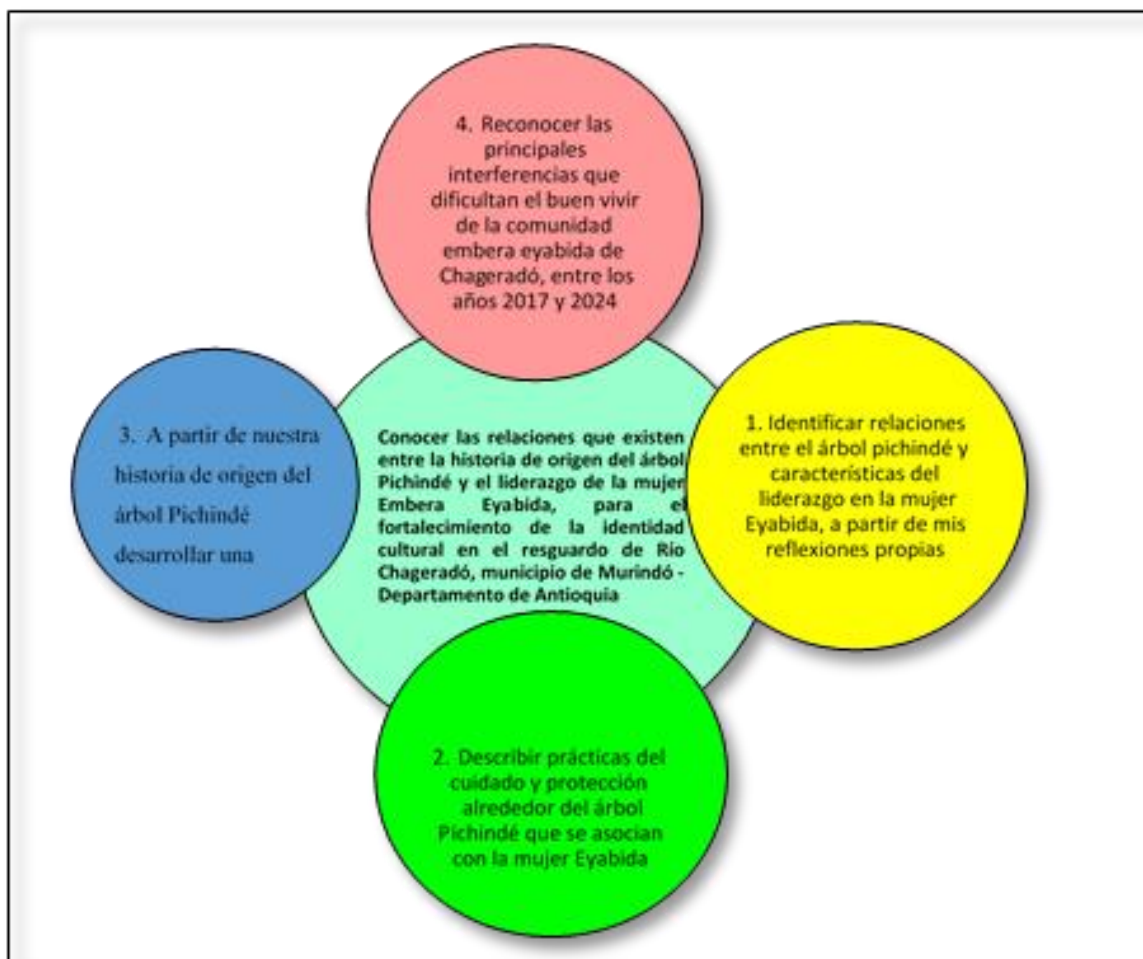 4. Reconocer las
principales
interferencias que
dificultan el buen vivir
de la comunidad
embera eyabida de
Chageradó, entre los
años 2017 y 2024
3. A partir de nuestra
historia de origen del
árbol Pichindé
desarrollar una
Conocer las relaciones que existen
entre la historia de origen del árbol
Pichindé y el liderazgo de la mujer
Embera Eyabida, para el
fortalecimiento de la identidad
cultural en el resguardo de Río
Chageradó, municipio de Murindó -
Departamento de Antioquia
1. Identificar relaciones
entre el árbol pichindé y
características del
liderazgo en la mujer
Eyabida, a partir de mis
reflexiones propias
2. Describir prácticas del
cuidado y protección
alrededor del árbol
Pichindé que se asocian
con la mujer Eyabida